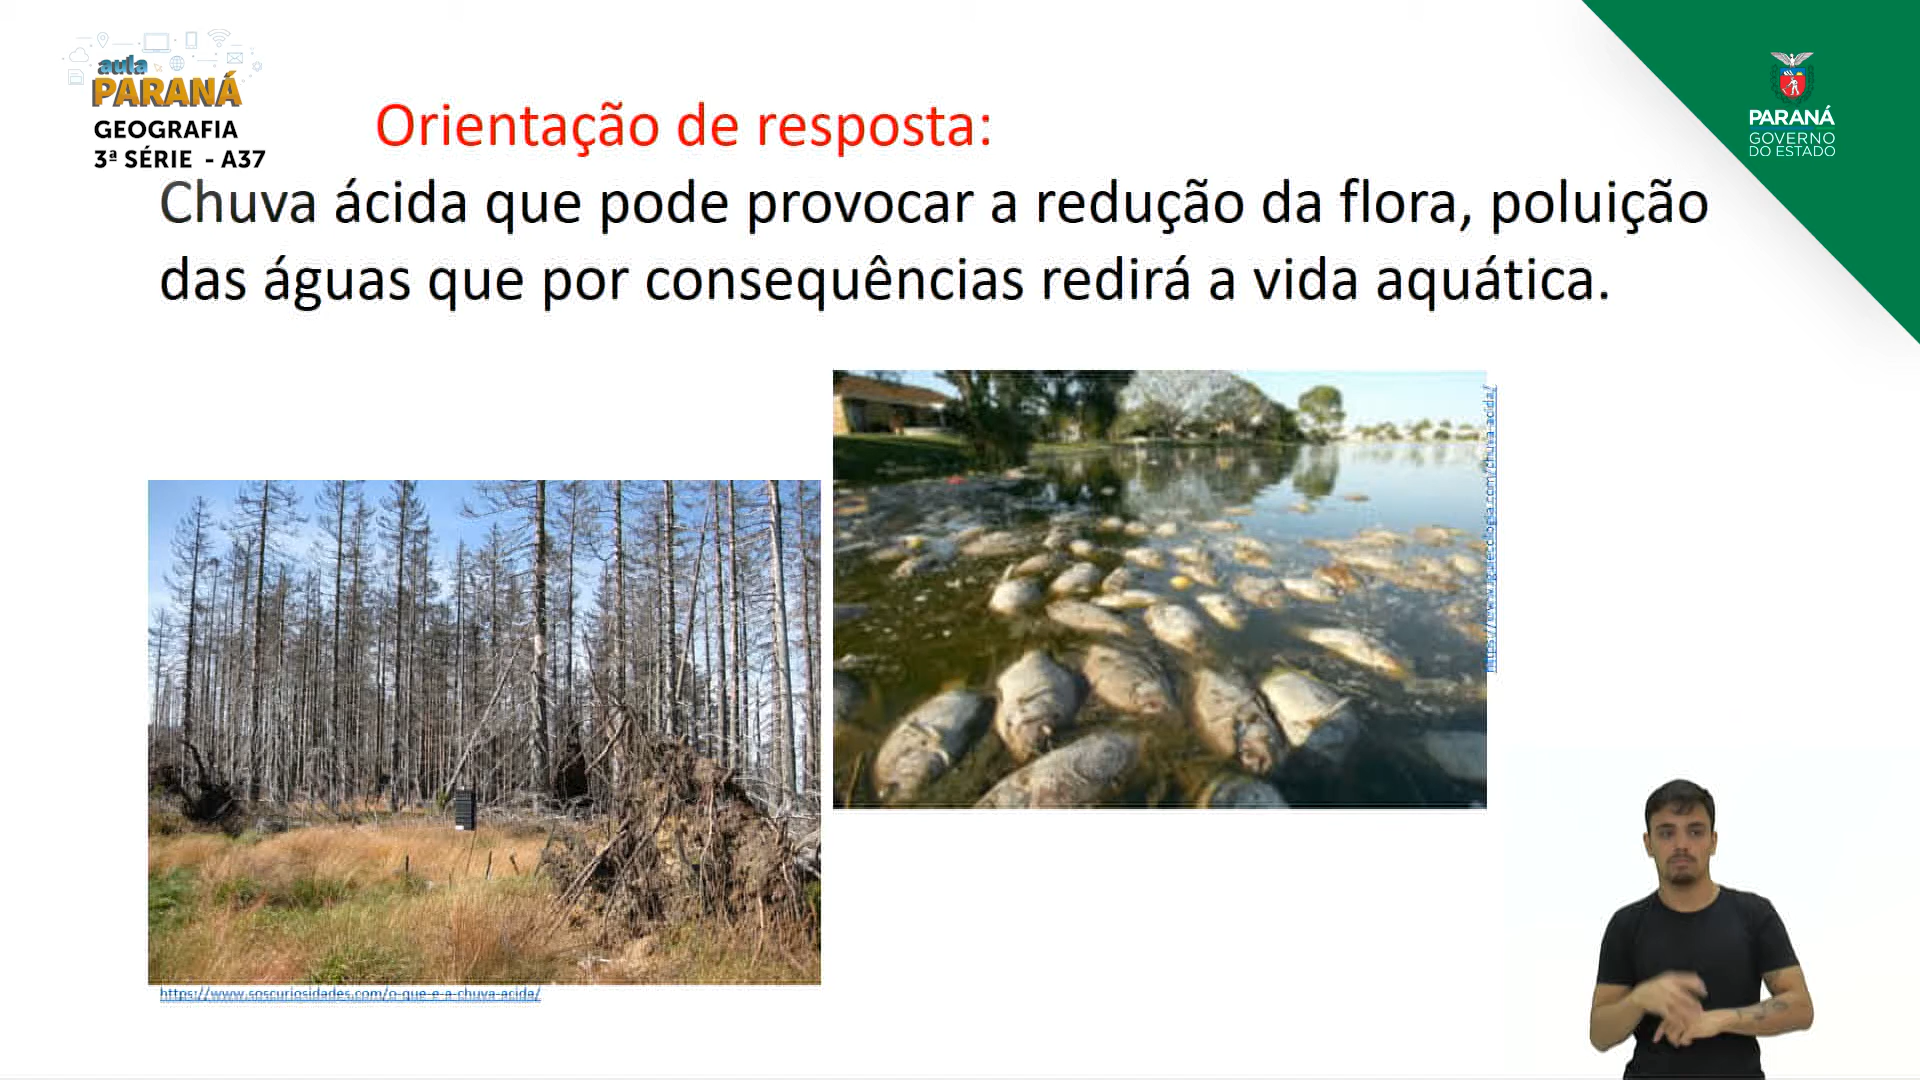 aula
PARANÁ
GEOGRAFIA
3ª SÉRIE - A37
PARANÁ
GOVERNO
DO ESTADO
Orientação de resposta:
Chuva ácida que pode provocar a redução da flora, poluição
das águas que por consequências redirá a vida aquática.
https://www.soscuriosidades.com/o-que-e-a-chuva-acida/